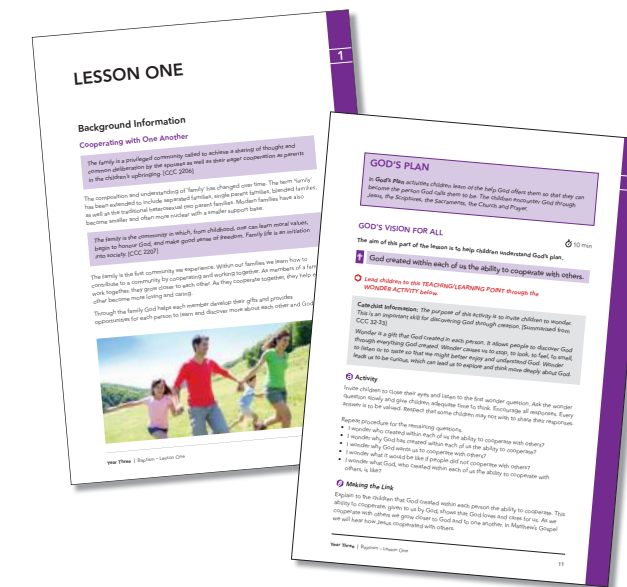 1
LESSON ONE
Background Information
Cooperating with One Another
The family is a privileged community called to achieve a sharing of thought and
common deliberation by the spouses as well as their eager cooperation as parents
in the children's upbringing. [CCC 2206]
The composition and understanding of 'family' has changed over time. The term 'family'
has been extended to include separated families, single parent families, blended families,
as well as the traditional heterosexual two parent families. Modern families have also
become smaller and often more nuclear with a smaller support base.
The family is the community in which, from childhood, one can learn moral values,
begin to honour God, and make good sense of freedom. Family life is an initiation
into society. [CCC 2207]
The family is the first community we experience. Within our families we learn how to
contribute to a community by cooperating and working together. As members of a fam
work together, they grow closer to each other. As they cooperate together, they help e
other become more loving and caring.
Through the family God helps each member develop their gifts and provides
opportunities for each person to learn and discover more about each other and God
Year Three | Baptism – Lesson One
GOD'S PLAN
In God's Plan activities children learn of the help God offers them so that they can
become the person God calls them to be. The children encounter God through
Jesus, the Scriptures, the Sacraments, the Church and Prayer.
GOD'S VISION FOR ALL
10 min
The aim of this part of the lesson is to help children understand God's plan.
God created within each of us the ability to cooperate with others.
Lead children to this TEACHING/LEARNING POINT through the
WONDER ACTIVITY below.
Catechist Information: The purpose of this Activity is to invite children to wonder.
This is an important skill for discovering God through creation. [Summarised from
CCC 32-33]
Wonder is a gift that God created in each person. It allows people to discover God
through everything God created. Wonder causes us to stop, to look, to feel, to smell,
to listen or to taste so that we might better enjoy and understand God. Wonder
leads us to be curious, which can lead us to explore and think more deeply about God.
Activity
Invite children to close their eyes and listen to the first wonder question. Ask the wonder
question slowly and give children adequate time to think. Encourage all responses. Every
answer is to be valued. Respect that some children may not wish to share their responses.
Repeat procedure for the remaining questions.
• I wonder who created within each of us the ability to cooperate with others?
• I wonder why God has created within each of us the ability to cooperate?
• I wonder why God wants us to cooperate with others?
• I wonder what it would be like if people did not cooperate with others?
• I wonder what God, who created within each of us the ability to cooperate with
others, is like?
Making the Link
Explain to the children that God created within each person the ability to cooperate. This
ability to cooperate, given to us by God, shows that God loves and cares for us. As we
cooperate with others we grow closer to God and to one another. In Matthew's Gospel
we will hear how Jesus cooperated with others.
Year Three | Baptism – Lesson One
11